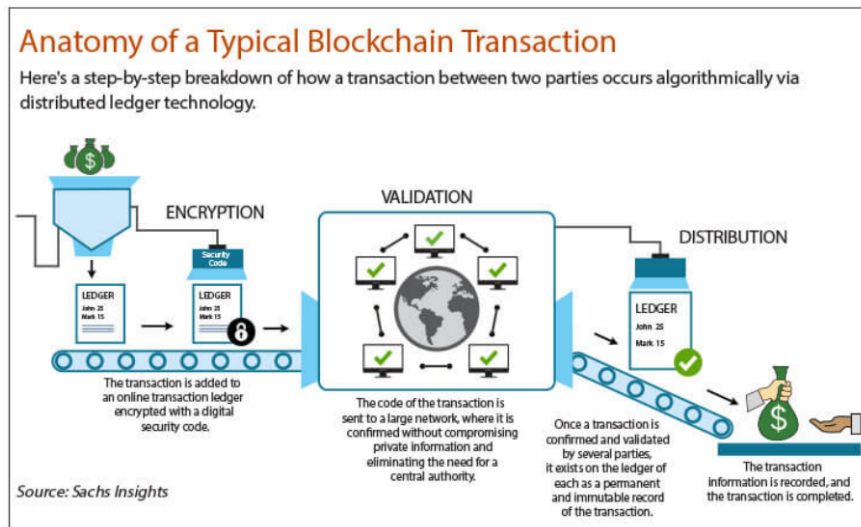 Anatomy of a Typical Blockchain Transaction
Here's a step-by-step breakdown of how a transaction between two parties occurs algorithmically via
distributed ledger technology.
$
ENCRYPTION
VALIDATION
DISTRIBUTION
Security
Code
LEDGER
John 25
Mark 15
LEDGER
John 25
Mark 15
LEDGER
John 25
Mark 15
$
The transaction is added to
an online transaction ledger
encrypted with a digital
security code.
The code of the transaction is
sent to a large network, where it is
confirmed without compromising
private information and
eliminating the need for a
central authority.
Once a transaction is
confirmed and validated
by several parties,
it exists on the ledger of
each as a permanent
and immutable record
of the transaction.
The transaction
information is recorded, and
the transaction is completed.
Source: Sachs Insights